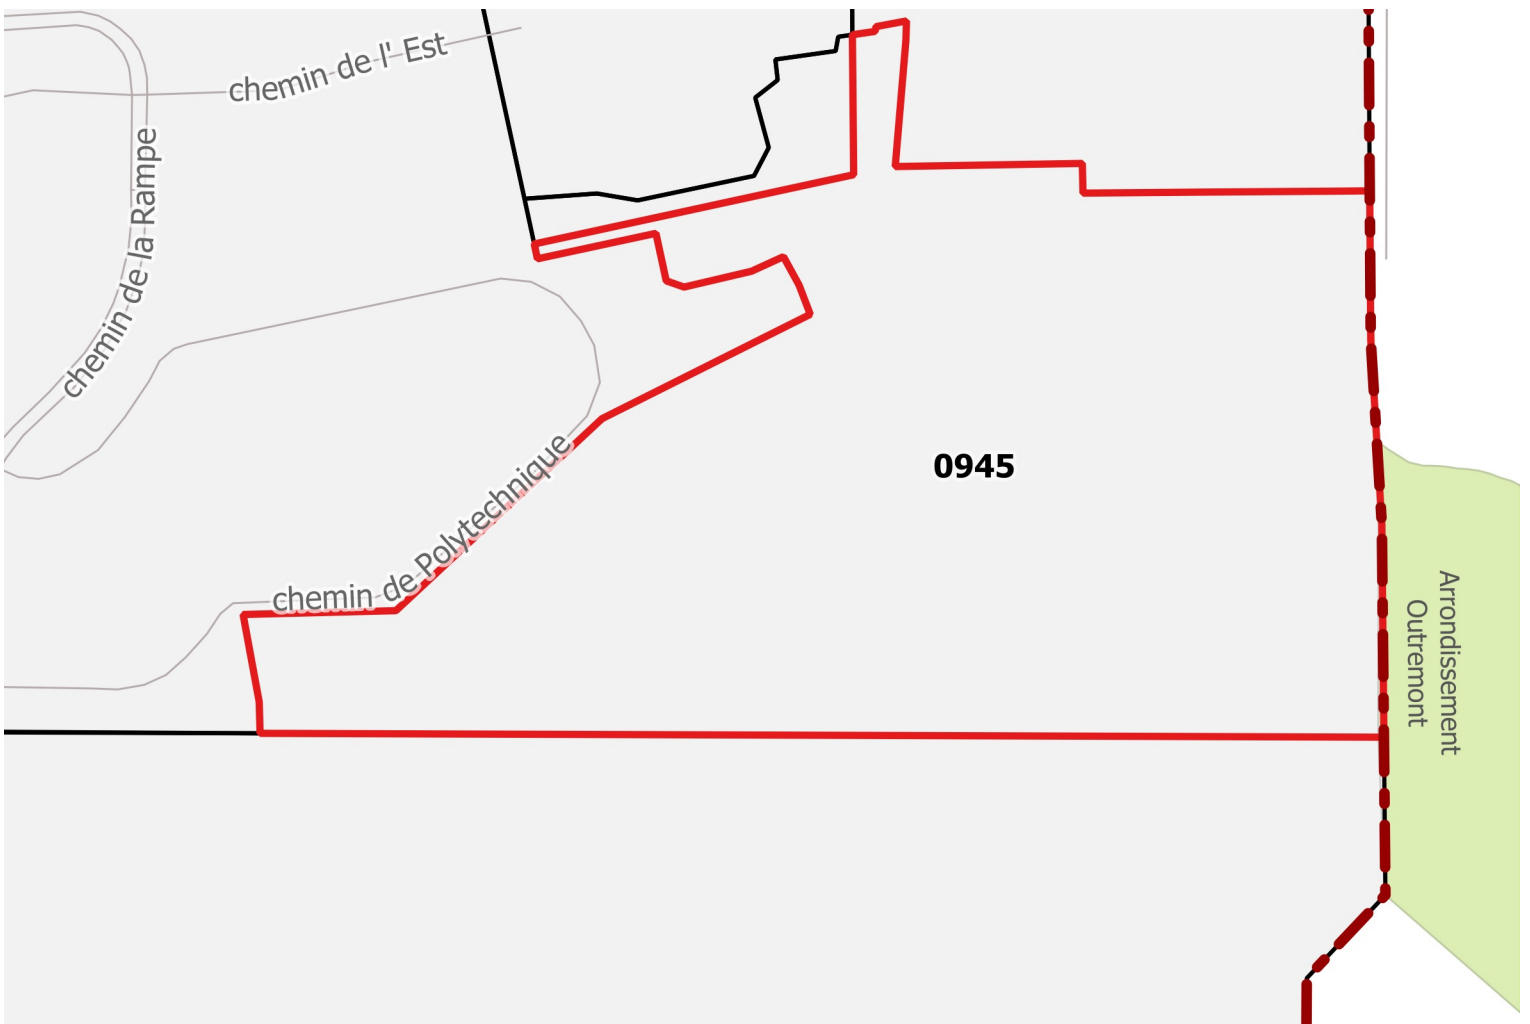 chemin de l' Est
chemin de la Rampe
chemin de Polytechnique
0945
Arrondissement
Outremont